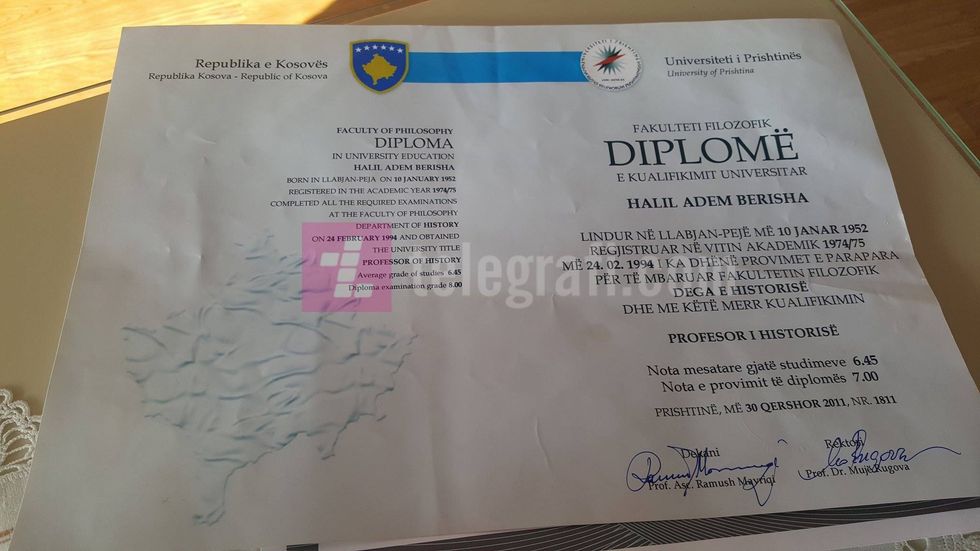 Republika e Kosovës
Republika Kosova - Republic of Kosova
Universiteti i Prishtinës
University of Prishtina
FACULTY OF PHILOSOPHY
DIPLOMA
IN UNIVERSITY EDUCATION
HALIL ADEM BERISHA
BORN IN LLABJAN-PEJA ON 10 JANUARY 1952
REGISTERED IN THE ACADEMIC YEAR 1974/75
COMPLETED ALL THE REQUIRED EXAMINATIONS
AT THE FACULTY OF PHILOSOPHY
DEPARTMENT OF HISTORY
ON 24 FEBRUARY 1994 AND OBTAINED
THE UNIVERSITY TITLE
PROFESSOR OF HISTORY
Average grade of studies 6.45
Diploma examination grade 8.00
FAKULTETI FILOZOFIK
DIPLOMË
E KUALIFIKIMIT UNIVERSITAR
HALIL ADEM BERISHA
LINDUR NË LLABJAN-PEJË MË 10 JANAR 1952
REGJISTRUAR NË VITIN AKADEMIK 1974/75
MË 24. 02. 1994 I KA DHËNË PROVIMET E PARAPARA
PËR TË MBARUAR FAKULTETIN FILOZOFIK
DEGA E HISTORISË
DHE ME KËTË MERR KUALIFIKIMIN
PROFESOR I HISTORISË
Nota mesatare gjatë studimeve 6.45
Nota e provimit të diplomës 7.00
PRISHTINË, MË 30 QERSHOR 2011, NR. 1811
Dekani
Prof. Asc. Ramush Mavriqi
Rektori
Prof. Dr. Mujë Rugova
telegrafi.com